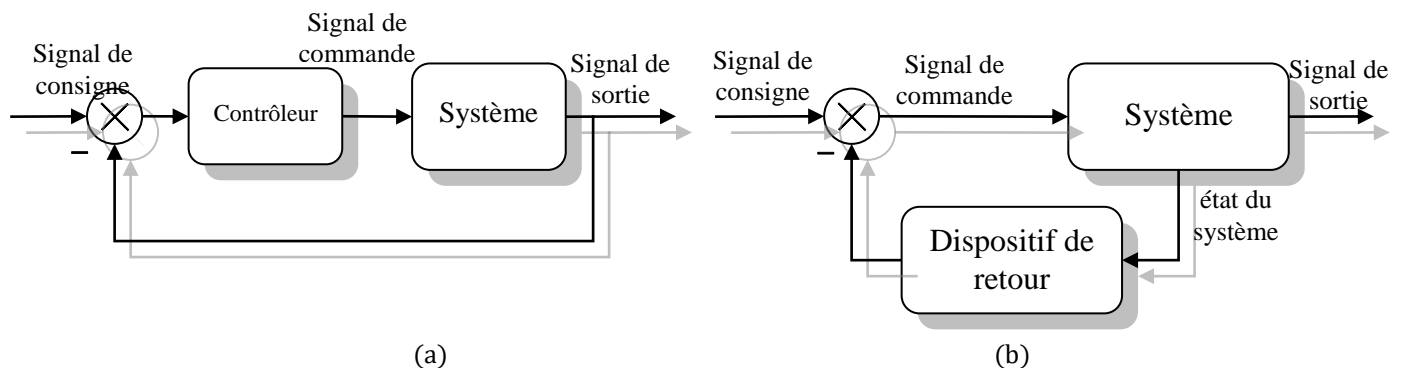 Signal de
consigne
−
Contrôleur
Signal de
commande
Système
Signal de
sortie
(a)
Signal de
consigne
−
Signal de
commande
Système
Signal de
sortie
état du
système
Dispositif de
retour
(b)